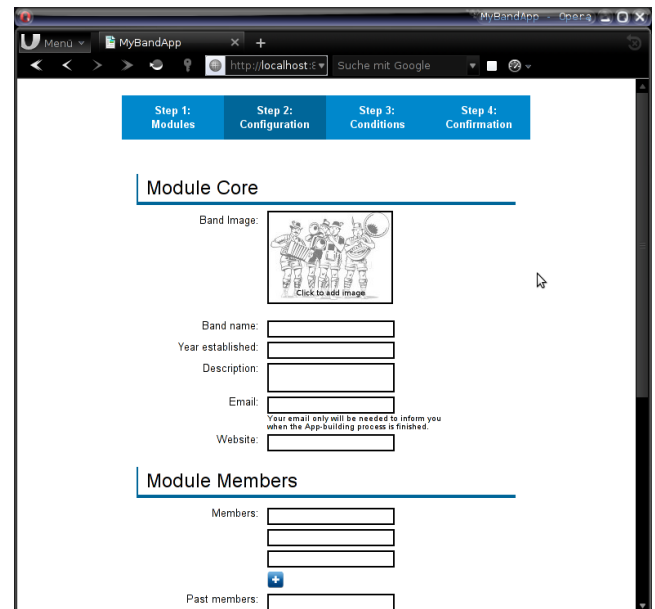 MyBandApp - Opera
Menü
MyBandApp
http://localhost:8
Suche mit Google
Step 1:
Modules
Step 2:
Configuration
Step 3:
Conditions
Step 4:
Confirmation
Module Core
Band Image:
Click to add image
Band name:
Year established:
Description:
Email:
Your email only will be needed to inform you
when the App-building process is finished.
Website:
Module Members
Members:
Past members: